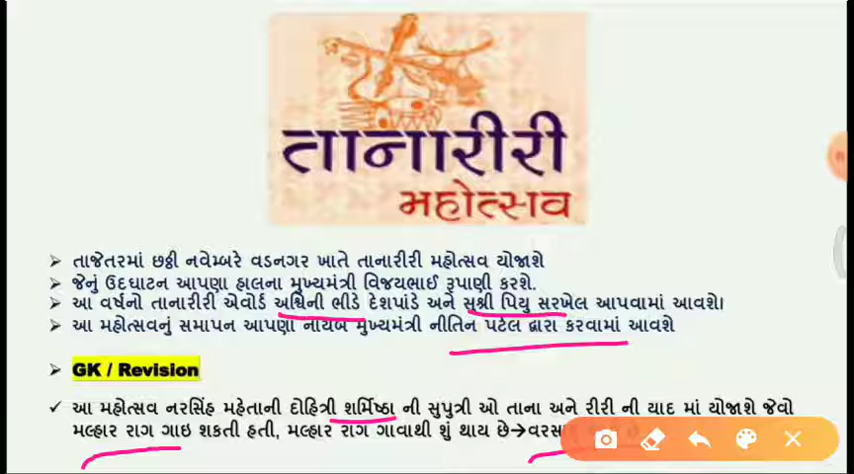 તાનારીરી
મહોત્સવ
➢ તાજેતરમાં છઠ્ઠી નવેમ્બરે વડનગર ખાતે તાનારીરી મહોત્સવ યોજાશે
➢ જેનું ઉદઘાટન આપણા હાલના મુખ્યમંત્રી વિજયભાઈ રૂપાણી કરશે.
➢ આ વર્ષનો તાનારીરી એવોર્ડ અશ્વિની ભીડે દેશપાંડે અને સુશ્રી પિયુ સરખેલ આપવામાં આવશે।
➢ આ મહોત્સવનું સમાપન આપણા નાયબ મુખ્યમંત્રી નીતિન પટેલ દ્વારા કરવામાં આવશે
➢ GK / Revision
✓ આ મહોત્સવ નરસિંહ મહેતાની દોહિત્રી શર્મિષ્ઠા ની સુપુત્રી ઓ તાના અને રીરી ની યાદ માં યોજાશે જેવો
મલ્હાર રાગ ગાઇ શકતી હતી, મલ્હાર રાગ ગાવાથી શું થાય છે→